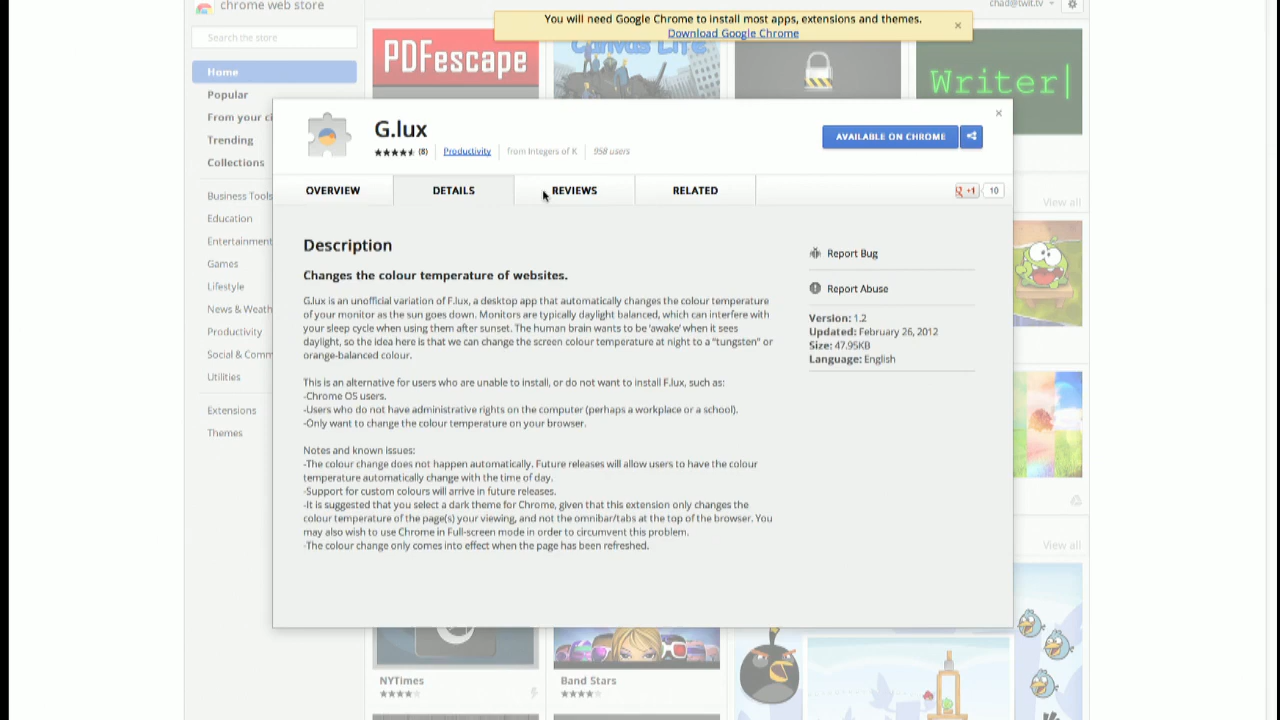 chrome web store
chad@twit.tv
You will need Google Chrome to install most apps, extensions and themes.
Download Google Chrome
Search the store
Home
Popular
From your ci
Trending
Collections
Business Tools
Education
Entertainment
Games
Lifestyle
News & Weath
Productivity
Social & Comm
Utilities
Extensions
Themes
PDFescape
Canvas Life
Writer
G.lux
(8)
Productivity
from Integers of K
958 users
AVAILABLE ON CHROME
OVERVIEW
DETAILS
REVIEWS
RELATED
+1
10
View all
Description
Changes the colour temperature of websites.
G.lux is an unofficial variation of F.lux, a desktop app that automatically changes the colour temperature
of your monitor as the sun goes down. Monitors are typically daylight balanced, which can interfere with
your sleep cycle when using them after sunset. The human brain wants to be 'awake' when it sees
daylight, so the idea here is that we can change the screen colour temperature at night to a "tungsten" or
orange-balanced colour.
This is an alternative for users who are unable to install, or do not want to install F.lux, such as:
-Chrome OS users.
-Users who do not have administrative rights on the computer (perhaps a workplace or a school).
-Only want to change the colour temperature on your browser.
Notes and known issues:
-The colour change does not happen automatically. Future releases will allow users to have the colour
temperature automatically change with the time of day.
-Support for custom colours will arrive in future releases.
-It is suggested that you select a dark theme for Chrome, given that this extension only changes the
colour temperature of the page(s) your viewing, and not the omnibar/tabs at the top of the browser. You
may also wish to use Chrome in Full-screen mode in order to circumvent this problem.
-The colour change only comes into effect when the page has been refreshed.
Report Bug
Report Abuse
Version: 1.2
Updated: February 26, 2012
Size: 47.95KB
Language: English
View all
NYTimes
Band Stars